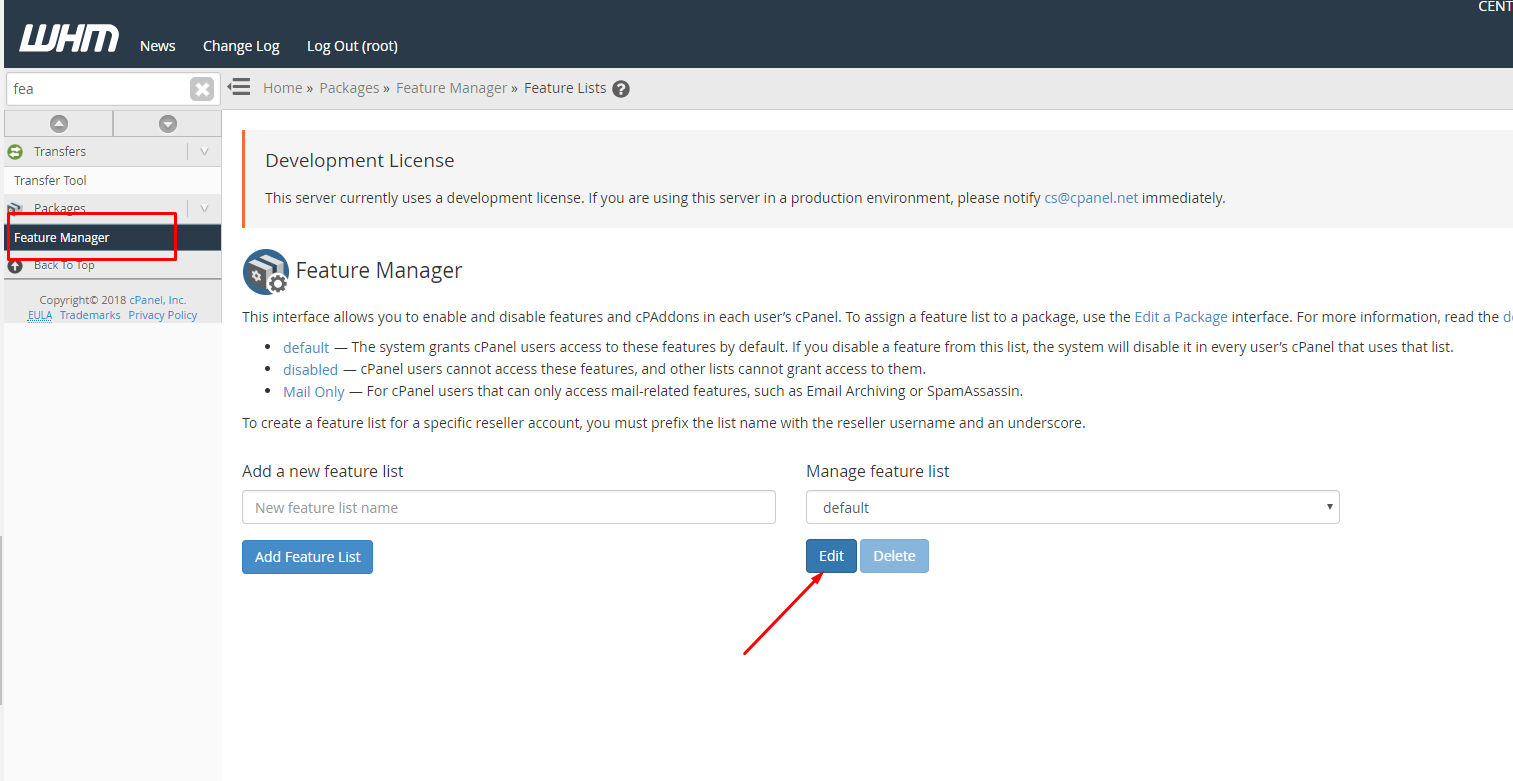 CENT
WHM News Change Log Log Out (root)
fea
Home » Packages » Feature Manager » Feature Lists ?
Transfers
Transfer Tool
Packages
Feature Manager
Back To Top
Copyright© 2018 cPanel, Inc.
EULA Trademarks Privacy Policy
Development License
This server currently uses a development license. If you are using this server in a production environment, please notify cs@cpanel.net immediately.
Feature Manager
This interface allows you to enable and disable features and cPAddons in each user’s cPanel. To assign a feature list to a package, use the Edit a Package interface. For more information, read the d
• default — The system grants cPanel users access to these features by default. If you disable a feature from this list, the system will disable it in every user’s cPanel that uses that list.
• disabled — cPanel users cannot access these features, and other lists cannot grant access to them.
• Mail Only — For cPanel users that can only access mail-related features, such as Email Archiving or SpamAssassin.
To create a feature list for a specific reseller account, you must prefix the list name with the reseller username and an underscore.
Add a new feature list
New feature list name
Add Feature List
Manage feature list
default
Edit Delete